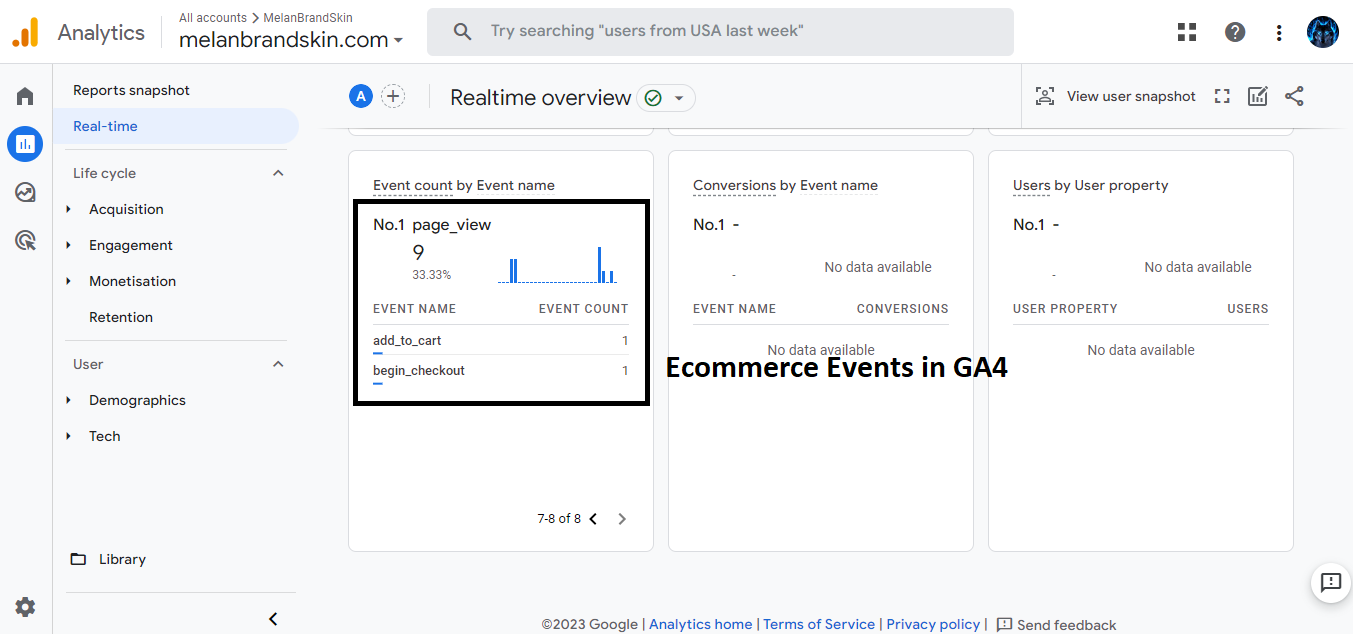 Analytics
All accounts > MelanBrandSkin
melanbrandskin.com
Try searching "users from USA last week"
Reports snapshot
Real-time
Life cycle
Acquisition
Engagement
Monetisation
Retention
User
Demographics
Tech
Library
A
Realtime overview
View user snapshot
Event count by Event name
No.1 page_view
9
33.33%
EVENT NAME EVENT COUNT
add_to_cart 1
begin_checkout 1
7-8 of 8
Conversions by Event name
No.1 -
- No data available
EVENT NAME CONVERSIONS
No data available
Ecommerce Events in GA4
Users by User property
No.1 -
- No data available
USER PROPERTY USERS
No data available
©2023 Google | Analytics home | Terms of Service | Privacy policy | Send feedback